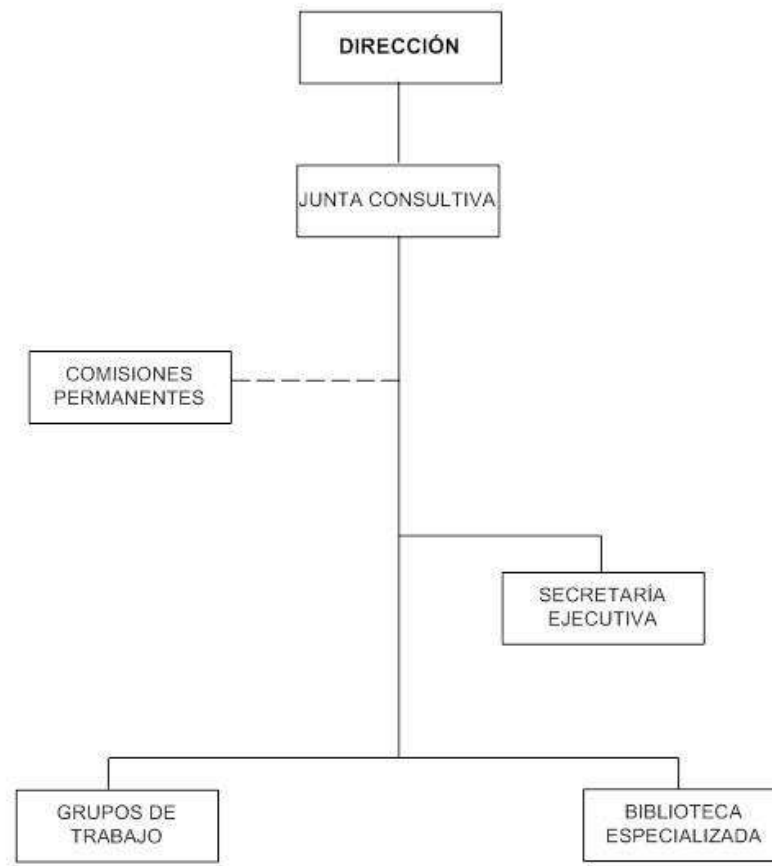 DIRECCIÓN
JUNTA CONSULTIVA
COMISIONES
PERMANENTES
SECRETARÍA
EJECUTIVA
GRUPOS DE
TRABAJO
BIBLIOTECA
ESPECIALIZADA